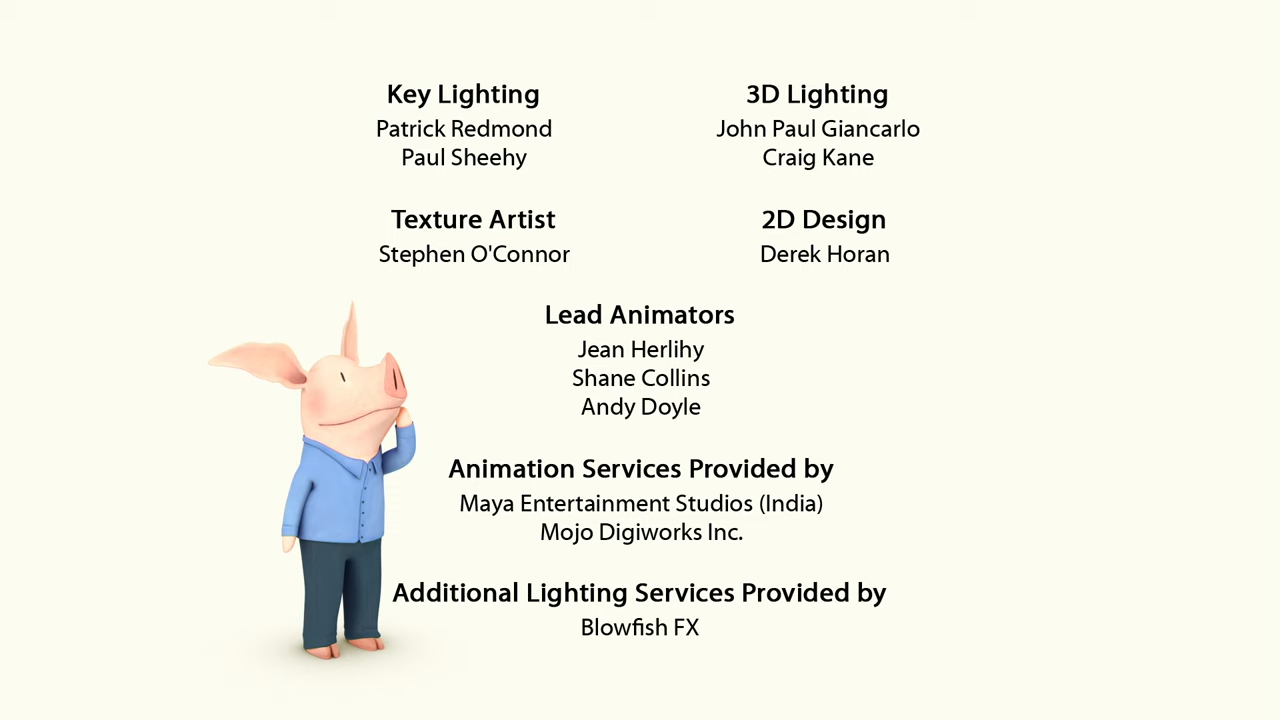 Key Lighting
Patrick Redmond
Paul Sheehy
3D Lighting
John Paul Giancarlo
Craig Kane
Texture Artist
Stephen O'Connor
2D Design
Derek Horan
Lead Animators
Jean Herlihy
Shane Collins
Andy Doyle
Animation Services Provided by
Maya Entertainment Studios (India)
Mojo Digiworks Inc.
Additional Lighting Services Provided by
Blowfish FX